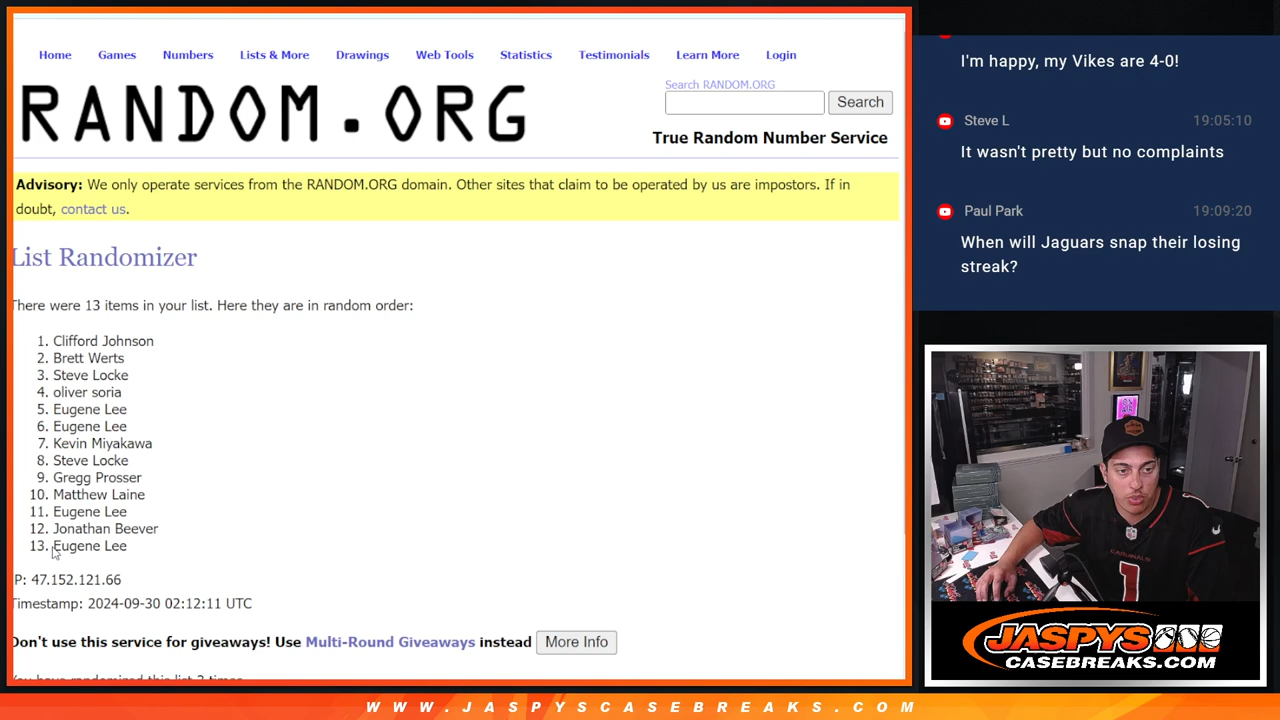 Home Games Numbers Lists & More Drawings Web Tools Statistics Testimonials Learn More Login
RANDOM.ORG
Search RANDOM.ORG
Search
True Random Number Service
Advisory: We only operate services from the RANDOM.ORG domain. Other sites that claim to be operated by us are impostors. If in
doubt, contact us.
List Randomizer
There were 13 items in your list. Here they are in random order:
1. Clifford Johnson
2. Brett Werts
3. Steve Locke
4. oliver soria
5. Eugene Lee
6. Eugene Lee
7. Kevin Miyakawa
8. Steve Locke
9. Gregg Prosser
10. Matthew Laine
11. Eugene Lee
12. Jonathan Beever
13. Eugene Lee
P: 47.152.121.66
Timestamp: 2024-09-30 02:12:11 UTC
Don't use this service for giveaways! Use Multi-Round Giveaways instead More Info
I'm happy, my Vikes are 4-0!
Steve L 19:05:10
It wasn't pretty but no complaints
Paul Park 19:09:20
When will Jaguars snap their losing
streak?
CARDINALS
1
JASPYS
CASEBREAKS.COM
WWW.JASPYSCASEBREAKS.COM